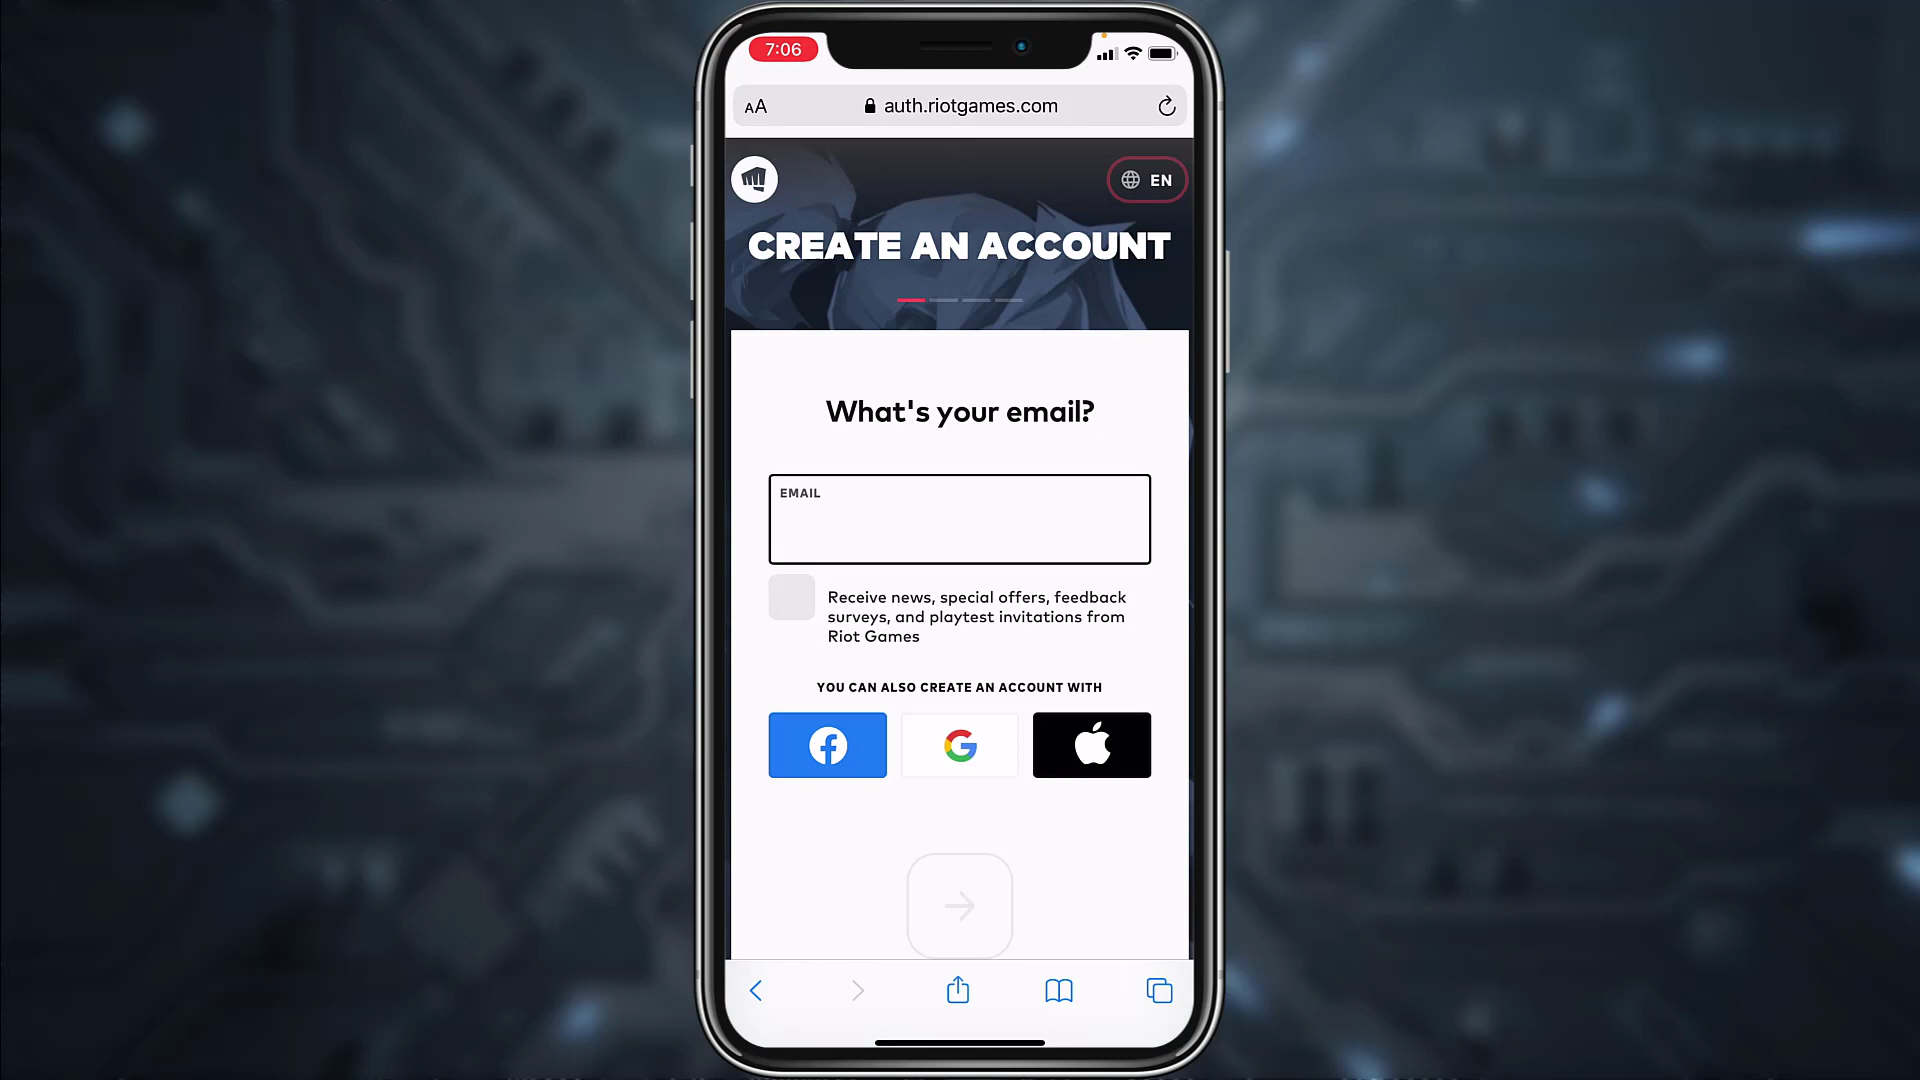 7:06
AA
auth.riotgames.com
EN
CREATE AN ACCOUNT
What's your email?
EMAIL
Receive news, special offers, feedback
surveys, and playtest invitations from
Riot Games
YOU CAN ALSO CREATE AN ACCOUNT WITH